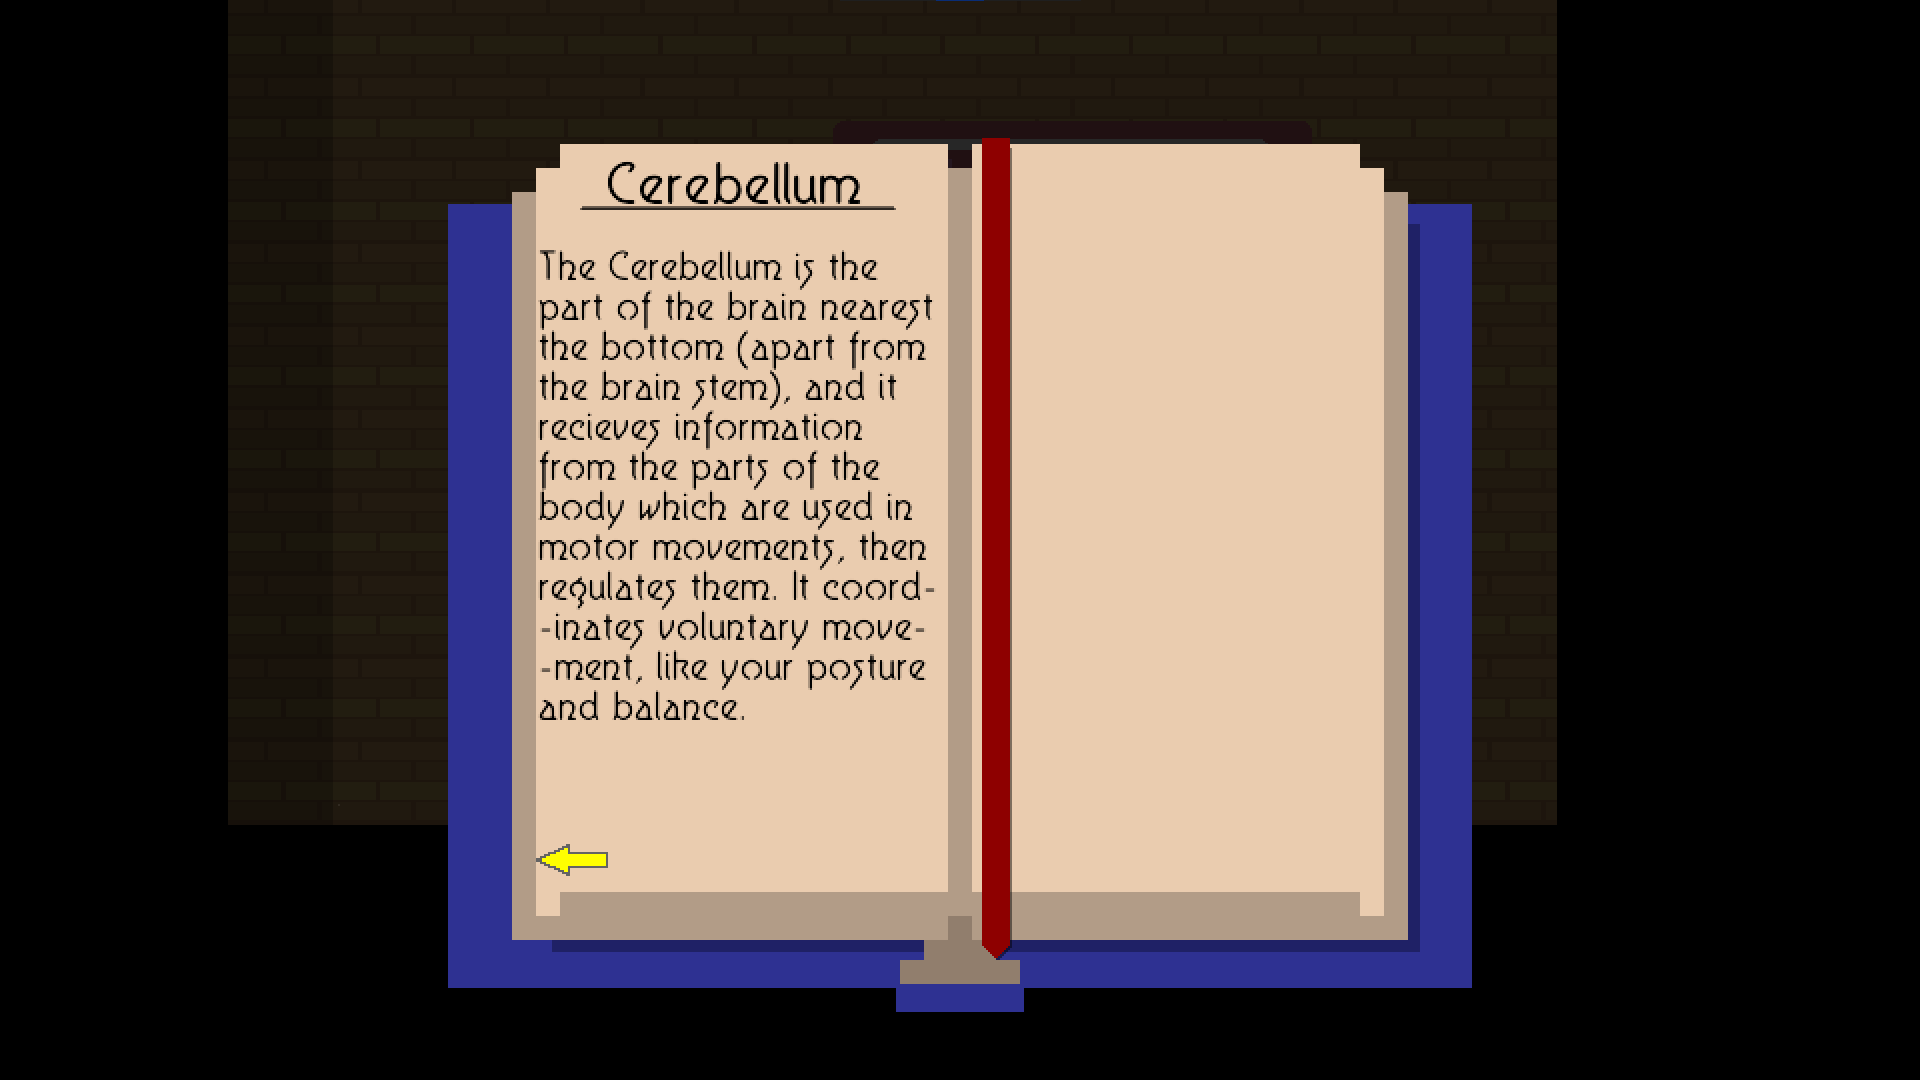 Cerebellum
The Cerebellum is the
part of the brain nearest
the bottom (apart from
the brain stem), and it
recieves information
from the parts of the
body which are used in
motor movements, then
regulates them. It coord-
-inates voluntary move-
-ment, like your posture
and balance.